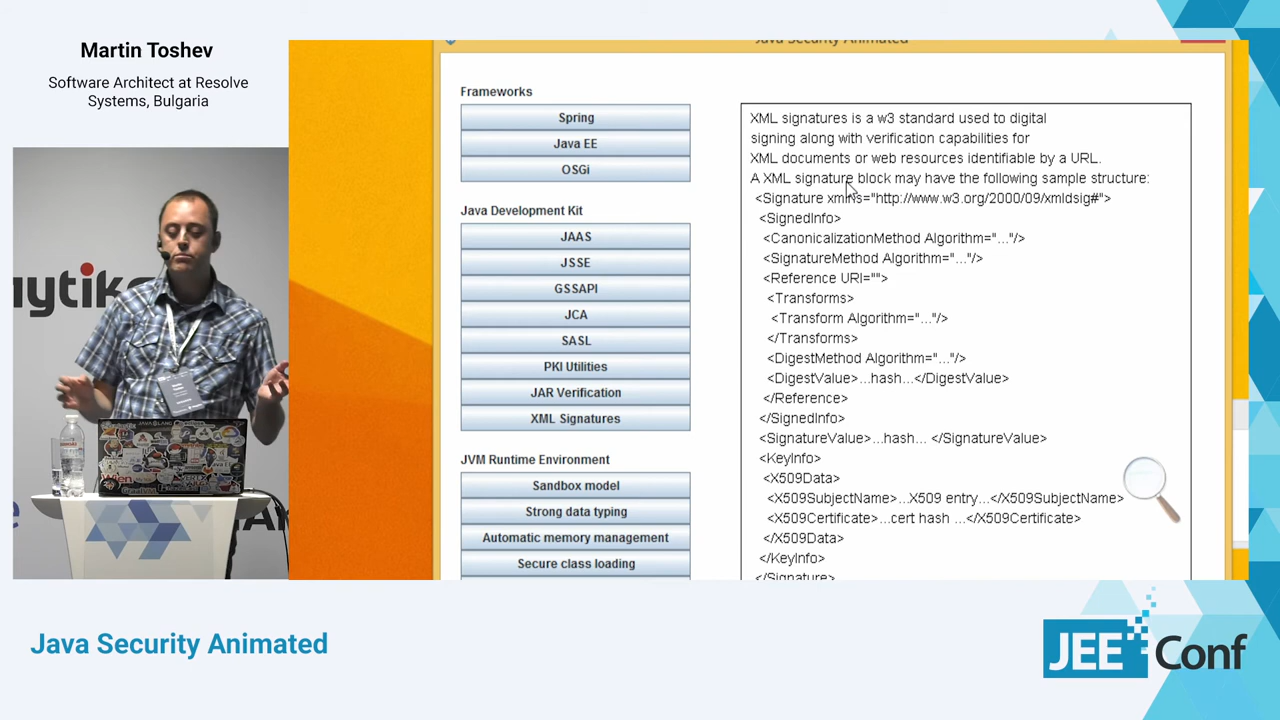 Martin Toshev
Software Architect at Resolve
Systems, Bulgaria
Java Security Animated
Frameworks
Spring
Java EE
OSGi
Java Development Kit
JAAS
JSSE
GSSAPI
JCA
SASL
PKI Utilities
JAR Verification
XML Signatures
JVM Runtime Environment
Sandbox model
Strong data typing
Automatic memory management
Secure class loading
XML signatures is a w3 standard used to digital
signing along with verification capabilities for
XML documents or web resources identifiable by a URL.
A XML signature block may have the following sample structure:
<Signature xmlns="http://www.w3.org/2000/09/xmldsig#">
<SignedInfo>
<CanonicalizationMethod Algorithm="..."/>
<SignatureMethod Algorithm="..."/>
<Reference URI="">
<Transforms>
<Transform Algorithm="..."/>
</Transforms>
<DigestMethod Algorithm="..."/>
<DigestValue>...hash...</DigestValue>
</Reference>
</SignedInfo>
<SignatureValue>...hash... </SignatureValue>
<KeyInfo>
<X509Data>
<X509SubjectName>...X509 entry...</X509SubjectName>
<X509Certificate>...cert hash ...</X509Certificate>
</X509Data>
</KeyInfo>
</Signature>
JAVA
Java Security Animated
JEE Conf